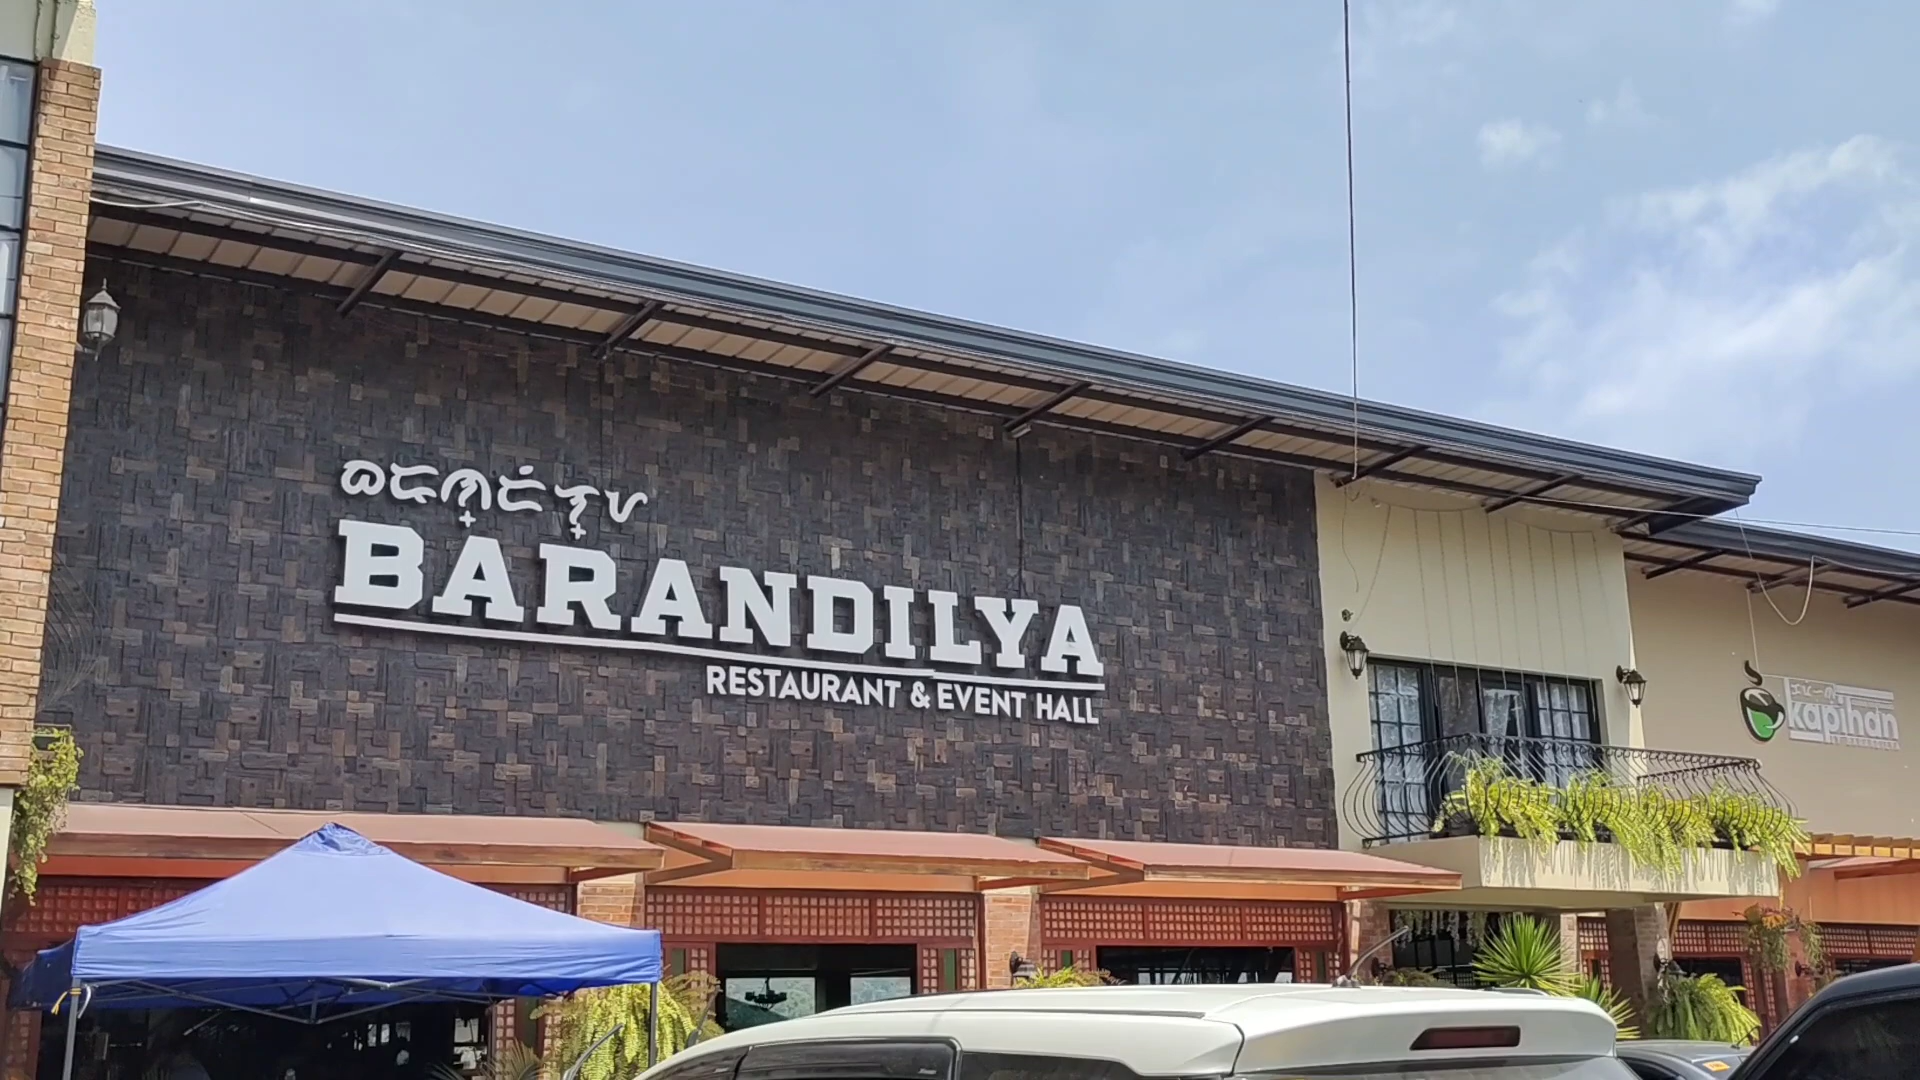 ᜊᜇᜈ᜔ᜇᜒᜎ᜔ᜌ
BARANDILYA
RESTAURANT & EVENT HALL
kapihan